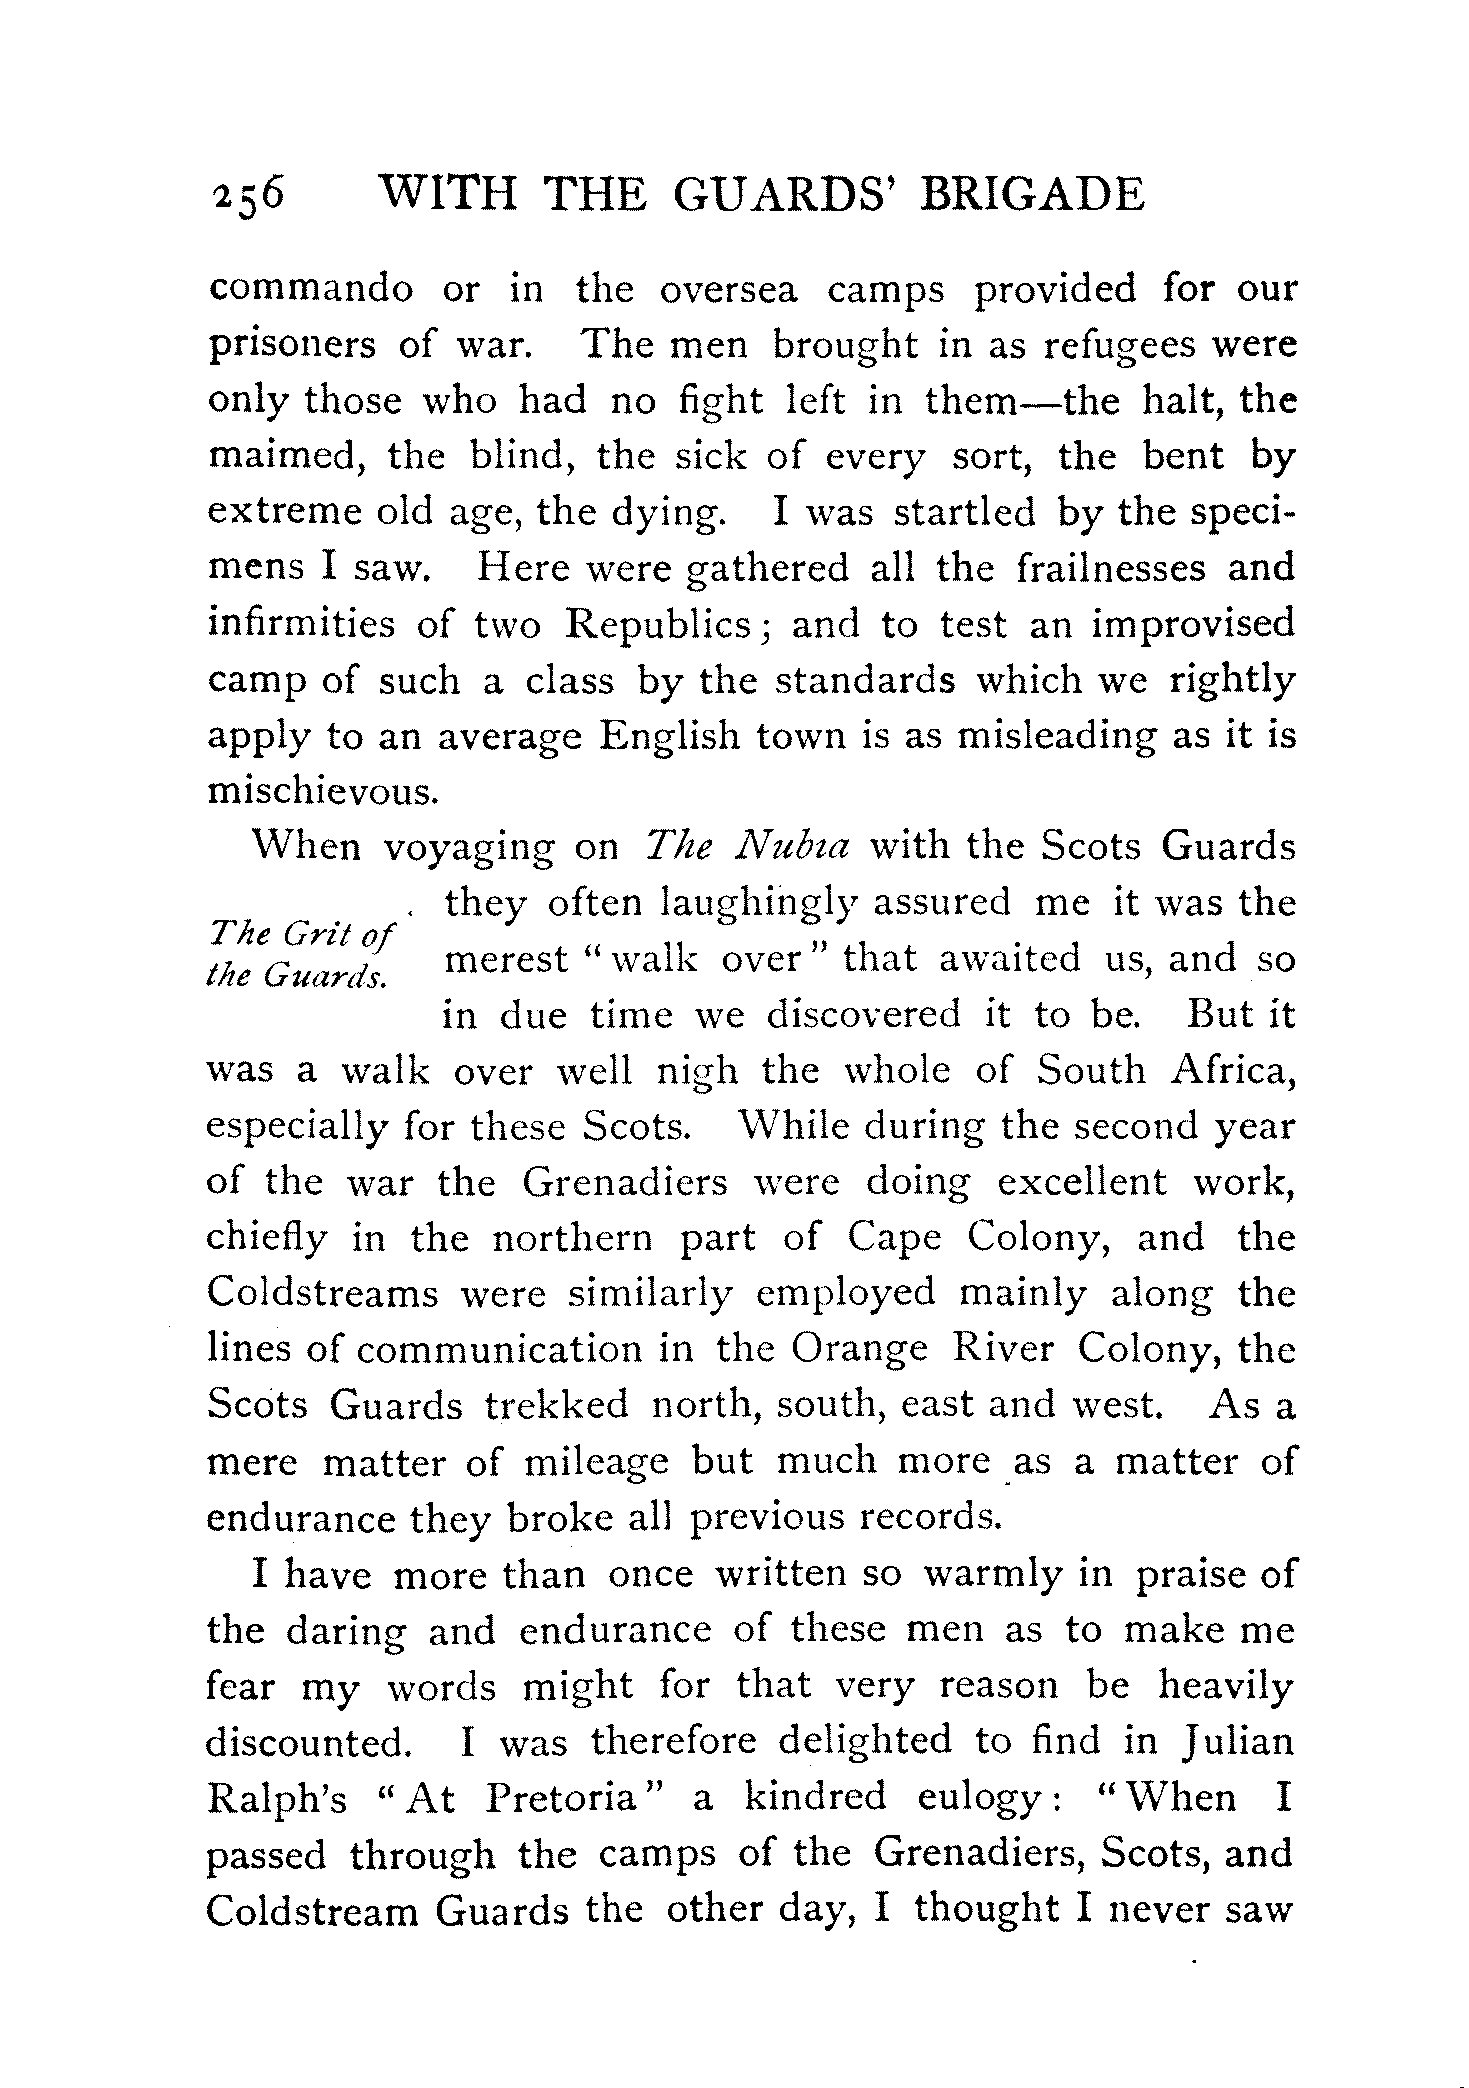 256 WITH THE GUARDS' BRIGADE
commando or in the oversea camps provided for our
prisoners of war. The men brought in as refugees were
only those who had no fight left in them—the halt, the
maimed, the blind, the sick of every sort, the bent by
extreme old age, the dying. I was startled by the speci-
mens I saw. Here were gathered all the frailnesses and
infirmities of two Republics; and to test an improvised
camp of such a class by the standards which we rightly
apply to an average English town is as misleading as it is
mischievous.
When voyaging on The Nubia with the Scots Guards
The Grit of
the Guards.
they often laughingly assured me it was the
merest "walk over" that awaited us, and so
in due time we discovered it to be. But it
was a walk over well nigh the whole of South Africa,
especially for these Scots. While during the second year
of the war the Grenadiers were doing excellent work,
chiefly in the northern part of Cape Colony, and the
Coldstreams were similarly employed mainly along the
lines of communication in the Orange River Colony, the
Scots Guards trekked north, south, east and west. As a
mere matter of mileage but much more as a matter of
endurance they broke all previous records.
I have more than once written so warmly in praise of
the daring and endurance of these men as to make me
fear my words might for that very reason be heavily
discounted. I was therefore delighted to find in Julian
Ralph's "At Pretoria" a kindred eulogy: "When I
passed through the camps of the Grenadiers, Scots, and
Coldstream Guards the other day, I thought I never saw